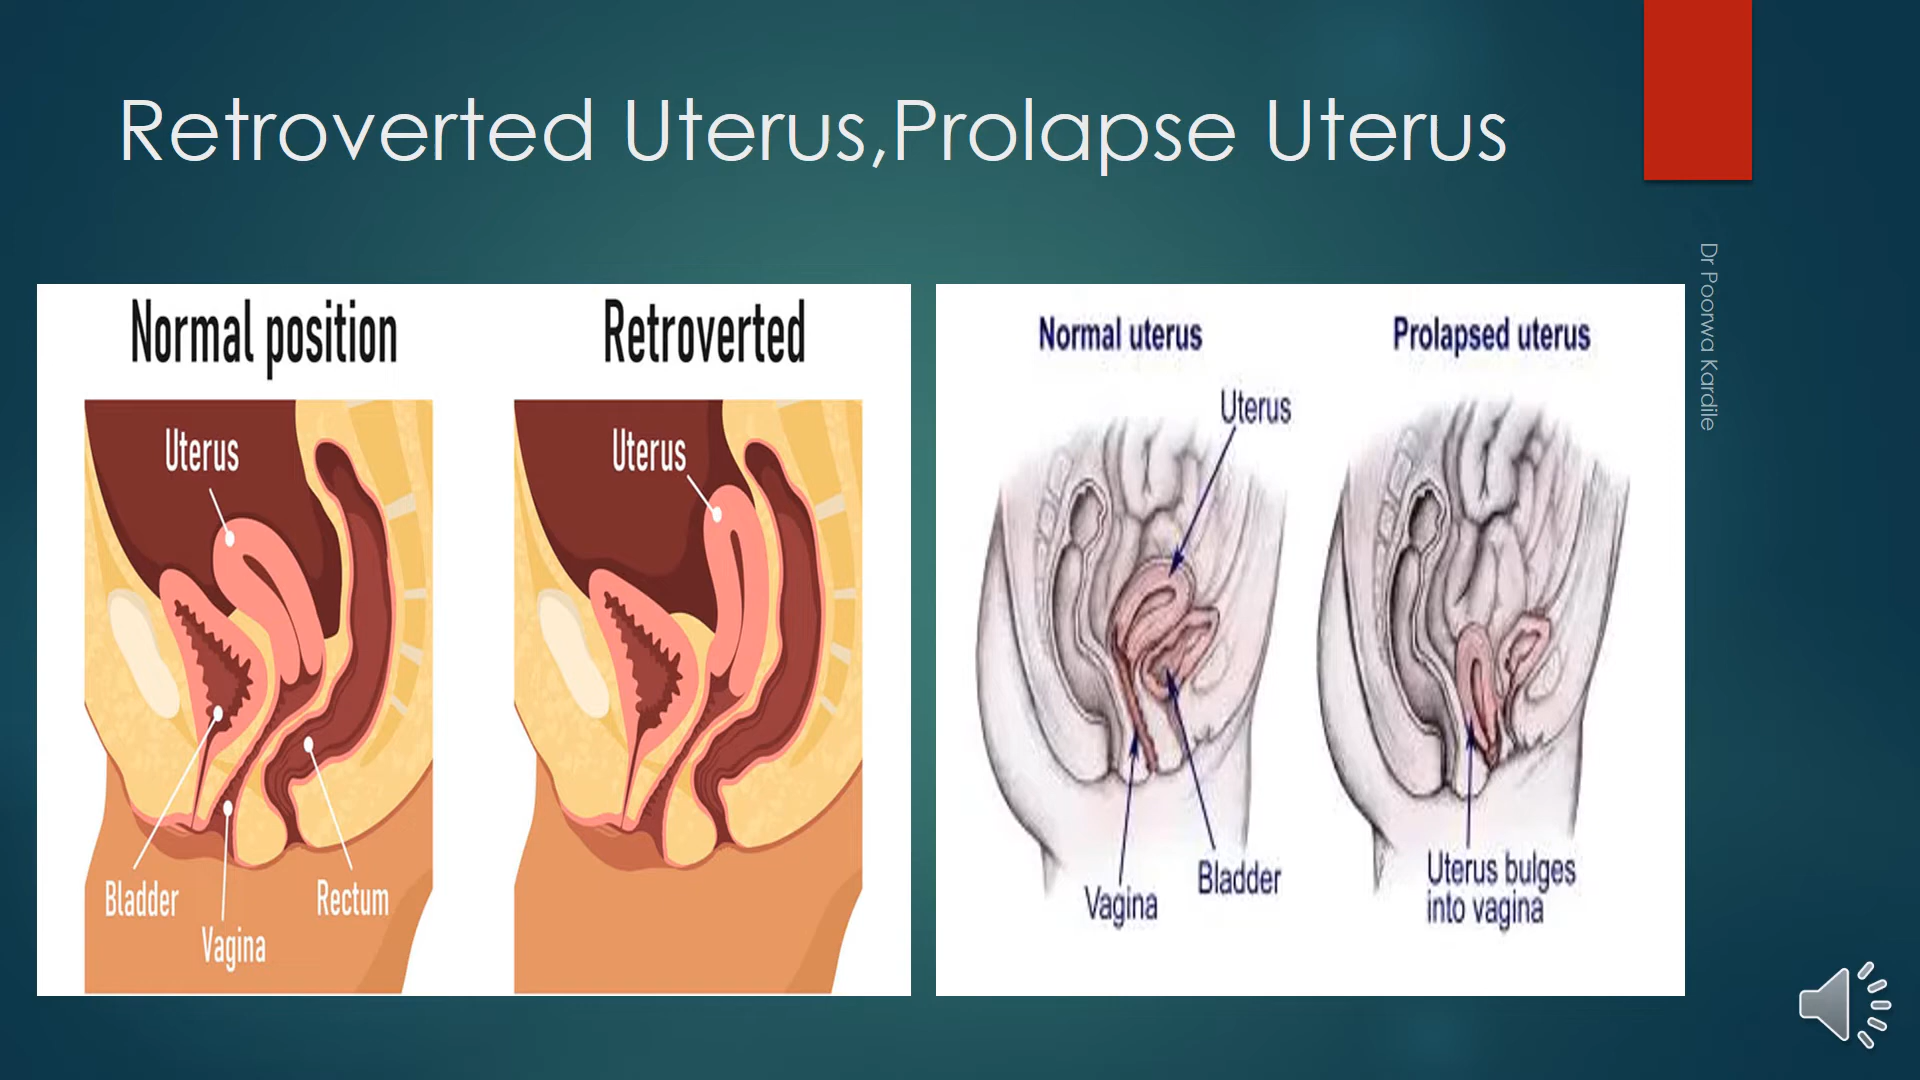 Retroverted Uterus,Prolapse Uterus
Dr Poorwa Kardile
Normal position
Retroverted
Uterus
Uterus
Bladder
Vagina
Rectum
Normal uterus
Prolapsed uterus
Uterus
Vagina
Bladder
Uterus bulges
into vagina